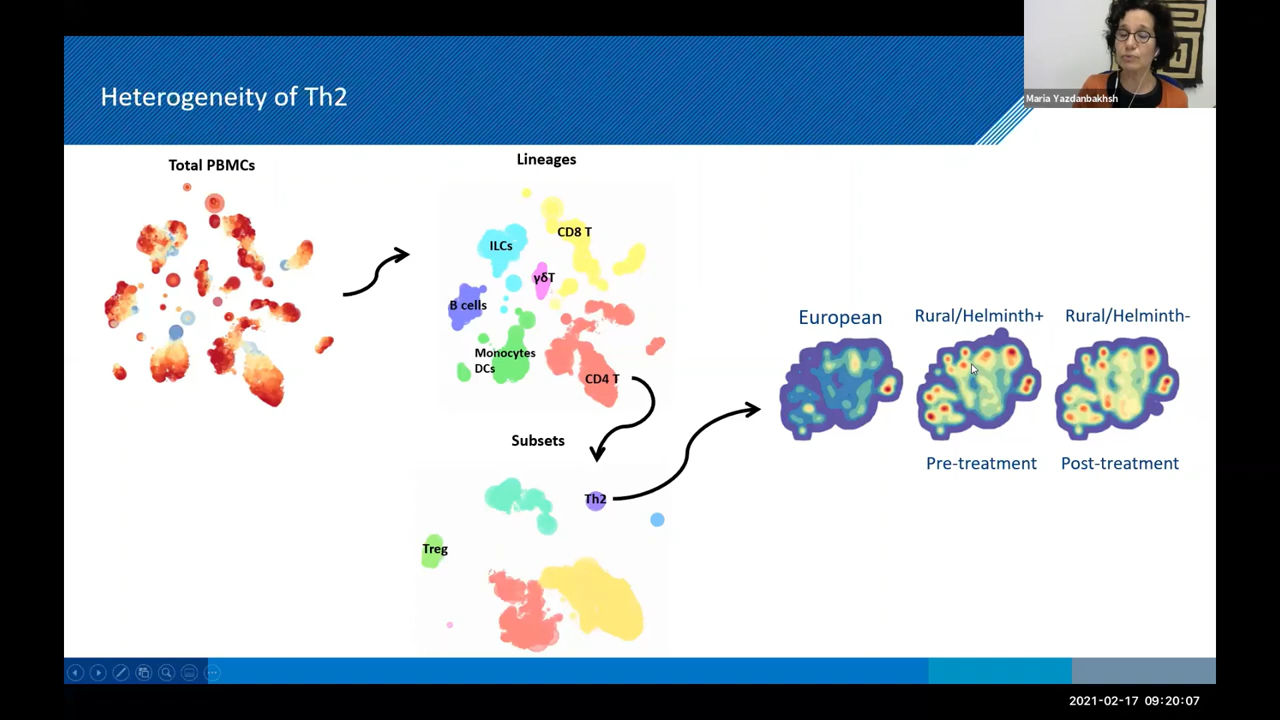 Maria Yazdanbakhsh
Heterogeneity of Th2
Total PBMCs
Lineages
CD8 T
ILCs
γδT
B cells
Monocytes
DCs
CD4 T
Subsets
Th2
Treg
European
Rural/Helminth+
Rural/Helminth-
Pre-treatment
Post-treatment
2021-02-17 09:20:07